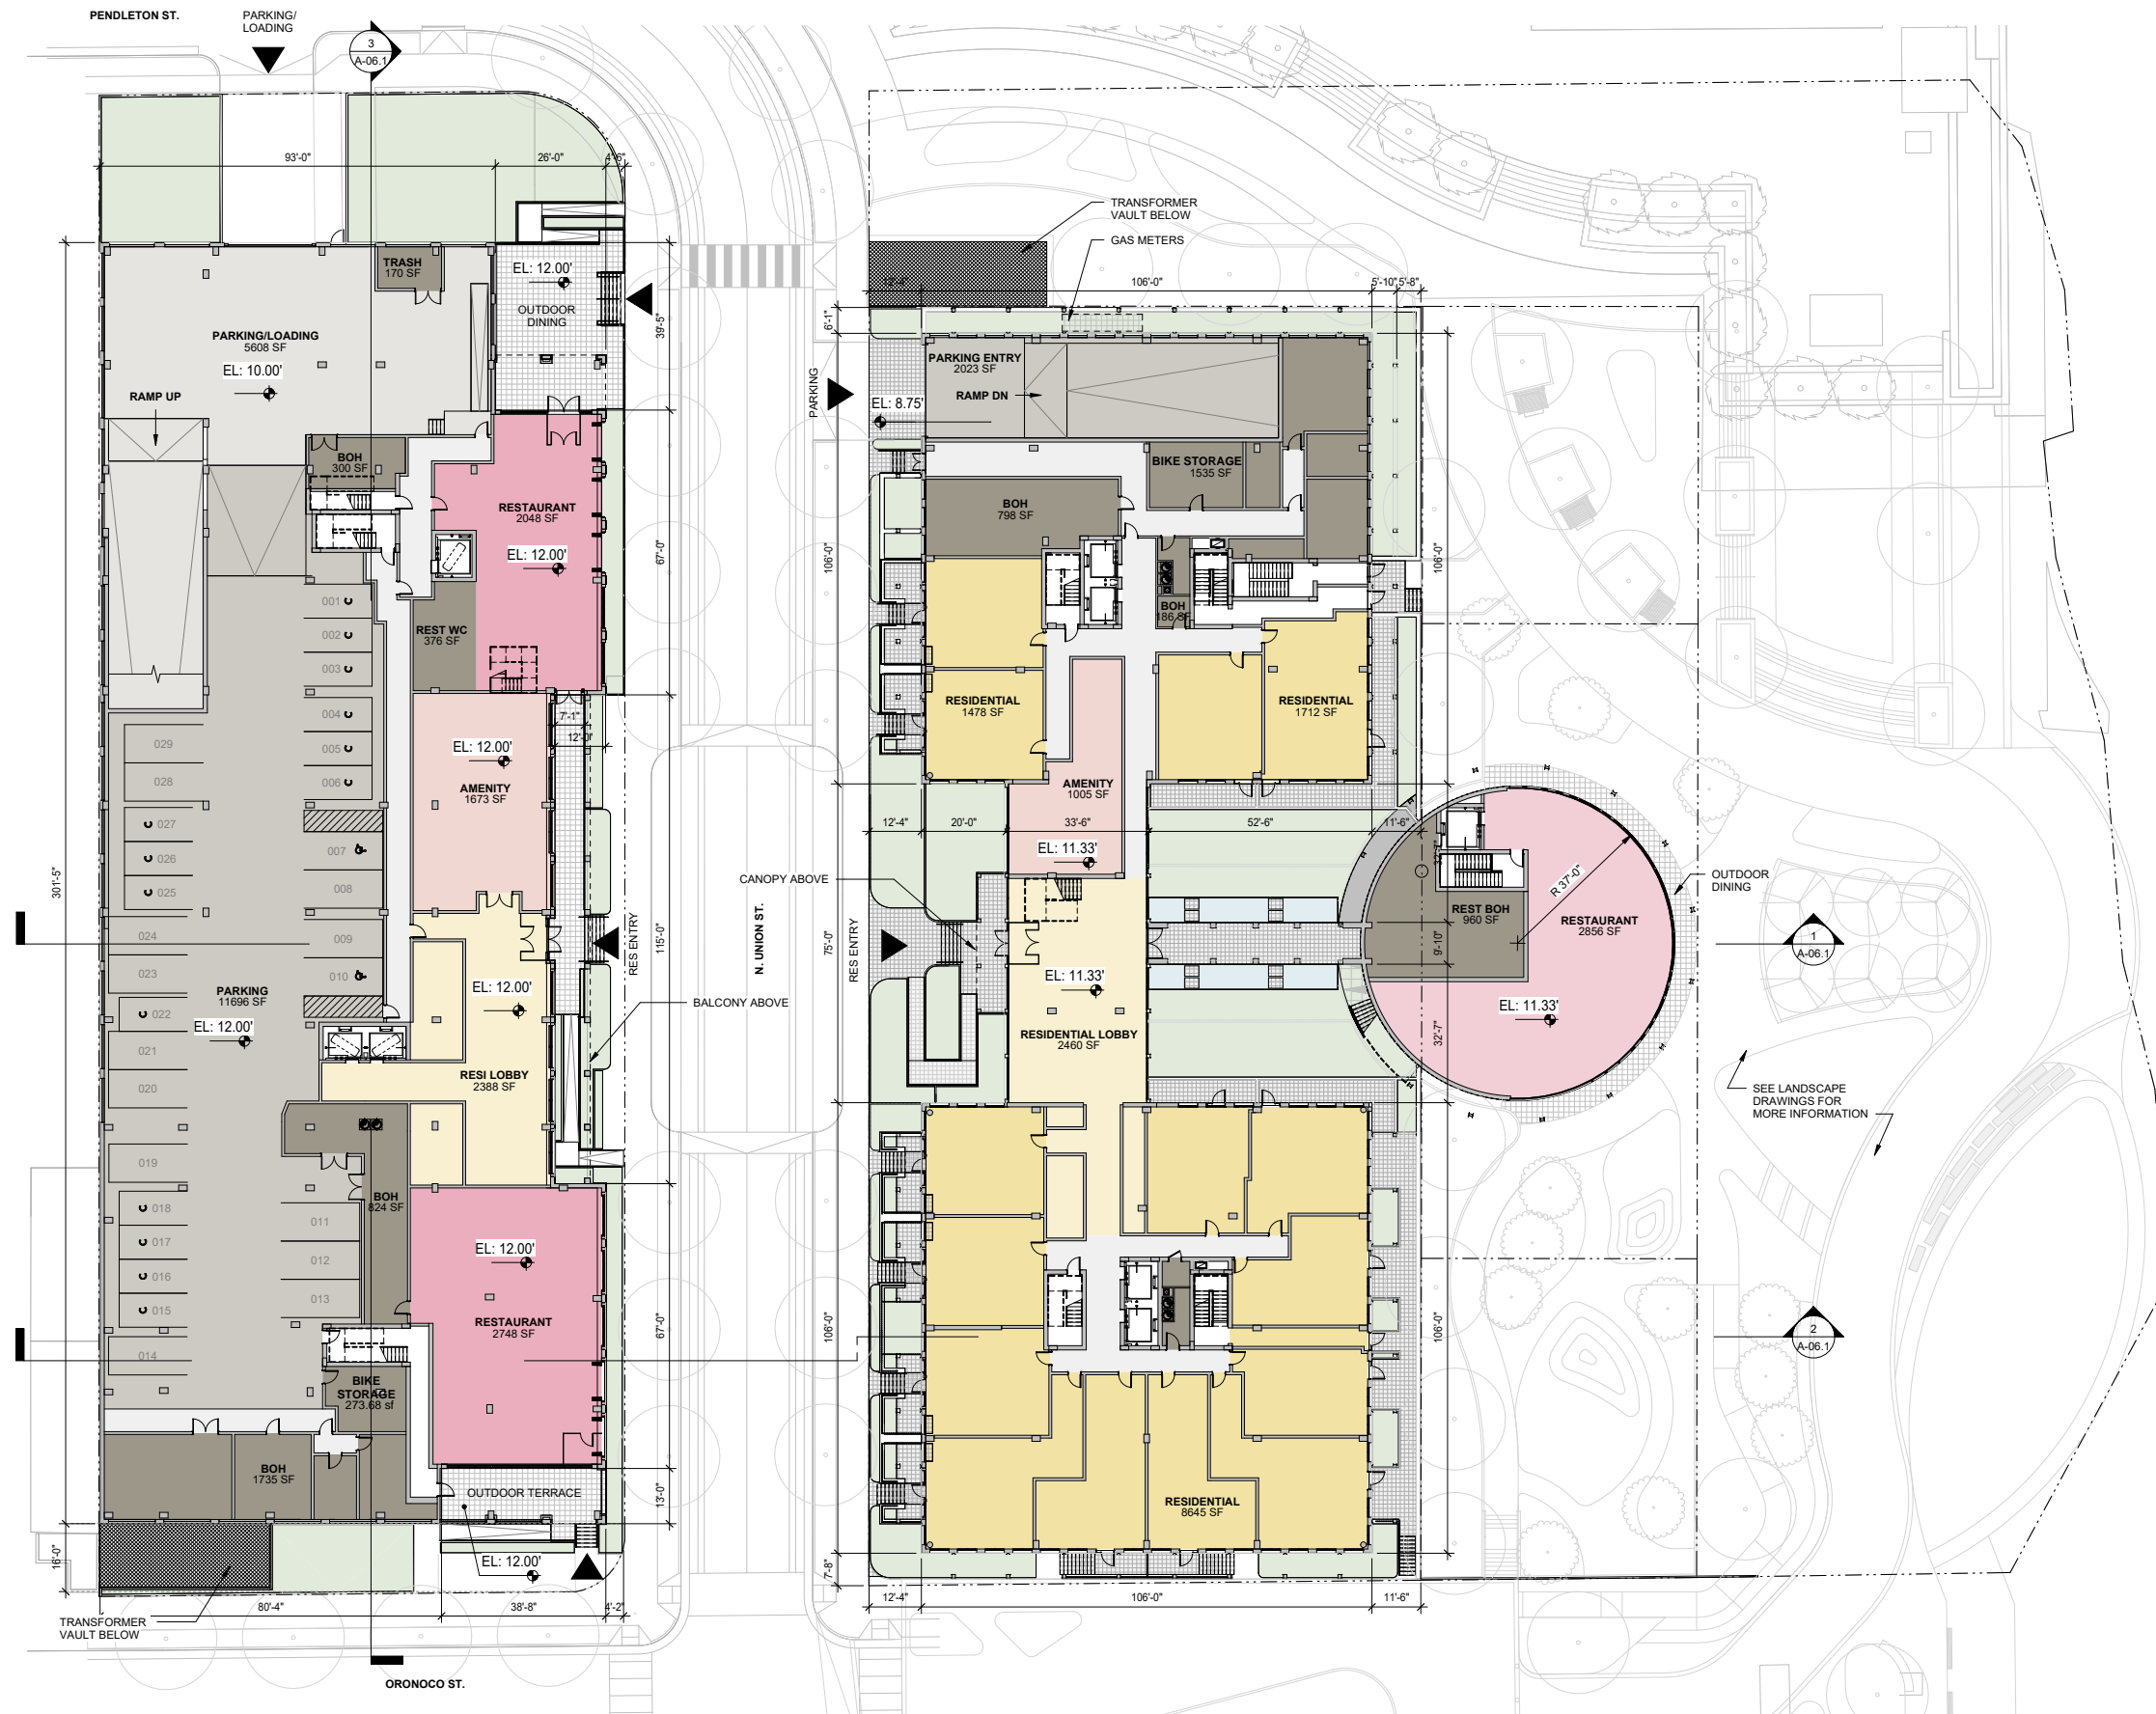 PENDLETON ST.
PARKING/
LOADING
3
A-06.1
93'-0"
26'-0"
4'-6"
TRASH
170 SF
EL: 12.00'
OUTDOOR
DINING
39'-5"
PARKING/LOADING
5608 SF
EL: 10.00'
RAMP UP
BOH
300 SF
RESTAURANT
2048 SF
EL: 12.00'
67'-0"
REST WC
376 SF
001
002
003
004
005
006
007
008
009
010
029
028
027
026
025
024
023
022
021
020
019
018
017
016
015
014
011
012
013
7'-1"
12'-0"
EL: 12.00'
AMENITY
1673 SF
301'-5"
RES ENTRY
115'-0"
EL: 12.00'
PARKING
11696 SF
EL: 12.00'
RESI LOBBY
2388 SF
BOH
824 SF
EL: 12.00'
RESTAURANT
2748 SF
67'-0"
BIKE
STORAGE
273.68 sf
BOH
1735 SF
OUTDOOR TERRACE
13'-0"
EL: 12.00'
16'-0"
80'-4"
38'-8"
4'-2"
TRANSFORMER
VAULT BELOW
ORONOCO ST.
N. UNION ST.
CANOPY ABOVE
BALCONY ABOVE
TRANSFORMER
VAULT BELOW
GAS METERS
12'-4"
106'-0"
5'-10"
5'-8"
6'-1"
PARKING
PARKING ENTRY
2023 SF
RAMP DN
EL: 8.75'
BIKE STORAGE
1535 SF
BOH
798 SF
106'-0"
106'-0"
BOH
186 SF
RESIDENTIAL
1478 SF
RESIDENTIAL
1712 SF
AMENITY
1005 SF
12'-4"
20'-0"
33'-6"
52'-6"
11'-6"
EL: 11.33'
RES ENTRY
75'-0"
EL: 11.33'
RESIDENTIAL LOBBY
2460 SF
R 37'-0"
OUTDOOR
DINING
REST BOH
960 SF
RESTAURANT
2856 SF
9'-10"
EL: 11.33'
32'-7"
1
A-06.1
SEE LANDSCAPE
DRAWINGS FOR
MORE INFORMATION
106'-0"
106'-0"
2
A-06.1
RESIDENTIAL
8645 SF
7'-8"
12'-4"
106'-0"
11'-6"